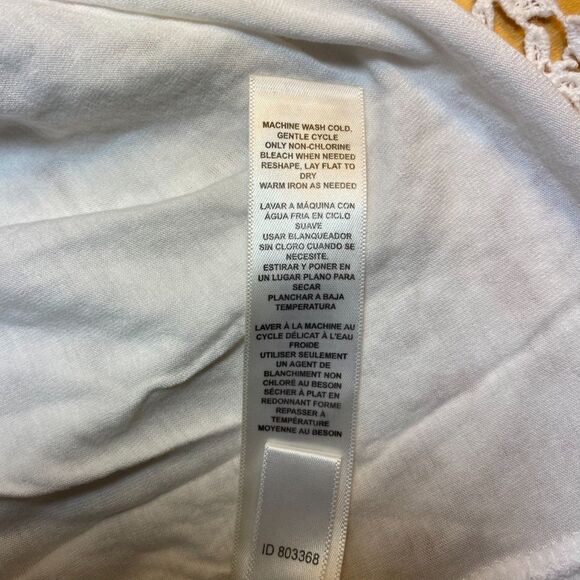 MACHINE WASH COLD,
GENTLE CYCLE
ONLY NON-CHLORINE
BLEACH WHEN NEEDED
RESHAPE, LAY FLAT TO
DRY
WARM IRON AS NEEDED
LAVAR A MÁQUINA CON
ÁGUA FRIA EN CICLO
SUAVE
USAR BLANQUEADOR
SIN CLORO CUANDO SE
NECESITE.
ESTIRAR Y PONER EN
UN LUGAR PLANO PARA
SECAR
PLANCHAR A BAJA
TEMPERATURA
LAVER À LA MACHINE AU
CYCLE DÉLICAT À L'EAU
FROIDE
UTILISER SEULEMENT
UN AGENT DE
BLANCHIMENT NON
CHLORÉ AU BESOIN
SÉCHER À PLAT EN
REDONNANT FORME
REPASSER À
TEMPÉRATURE
MOYENNE AU BESOIN
ID 803368